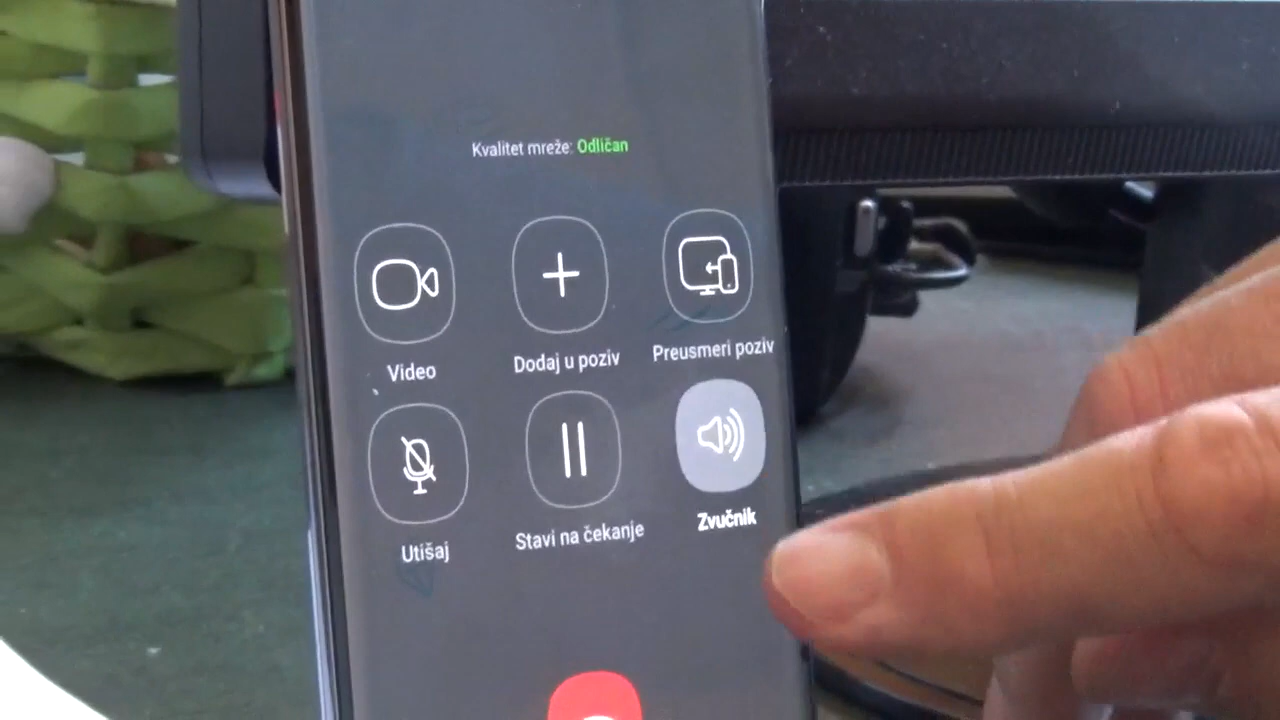 Kvalitet mreže: Odličan
Video
Dodaj u poziv
Preusmeri poziv
Utišaj
Stavi na čekanje
Zvučnik